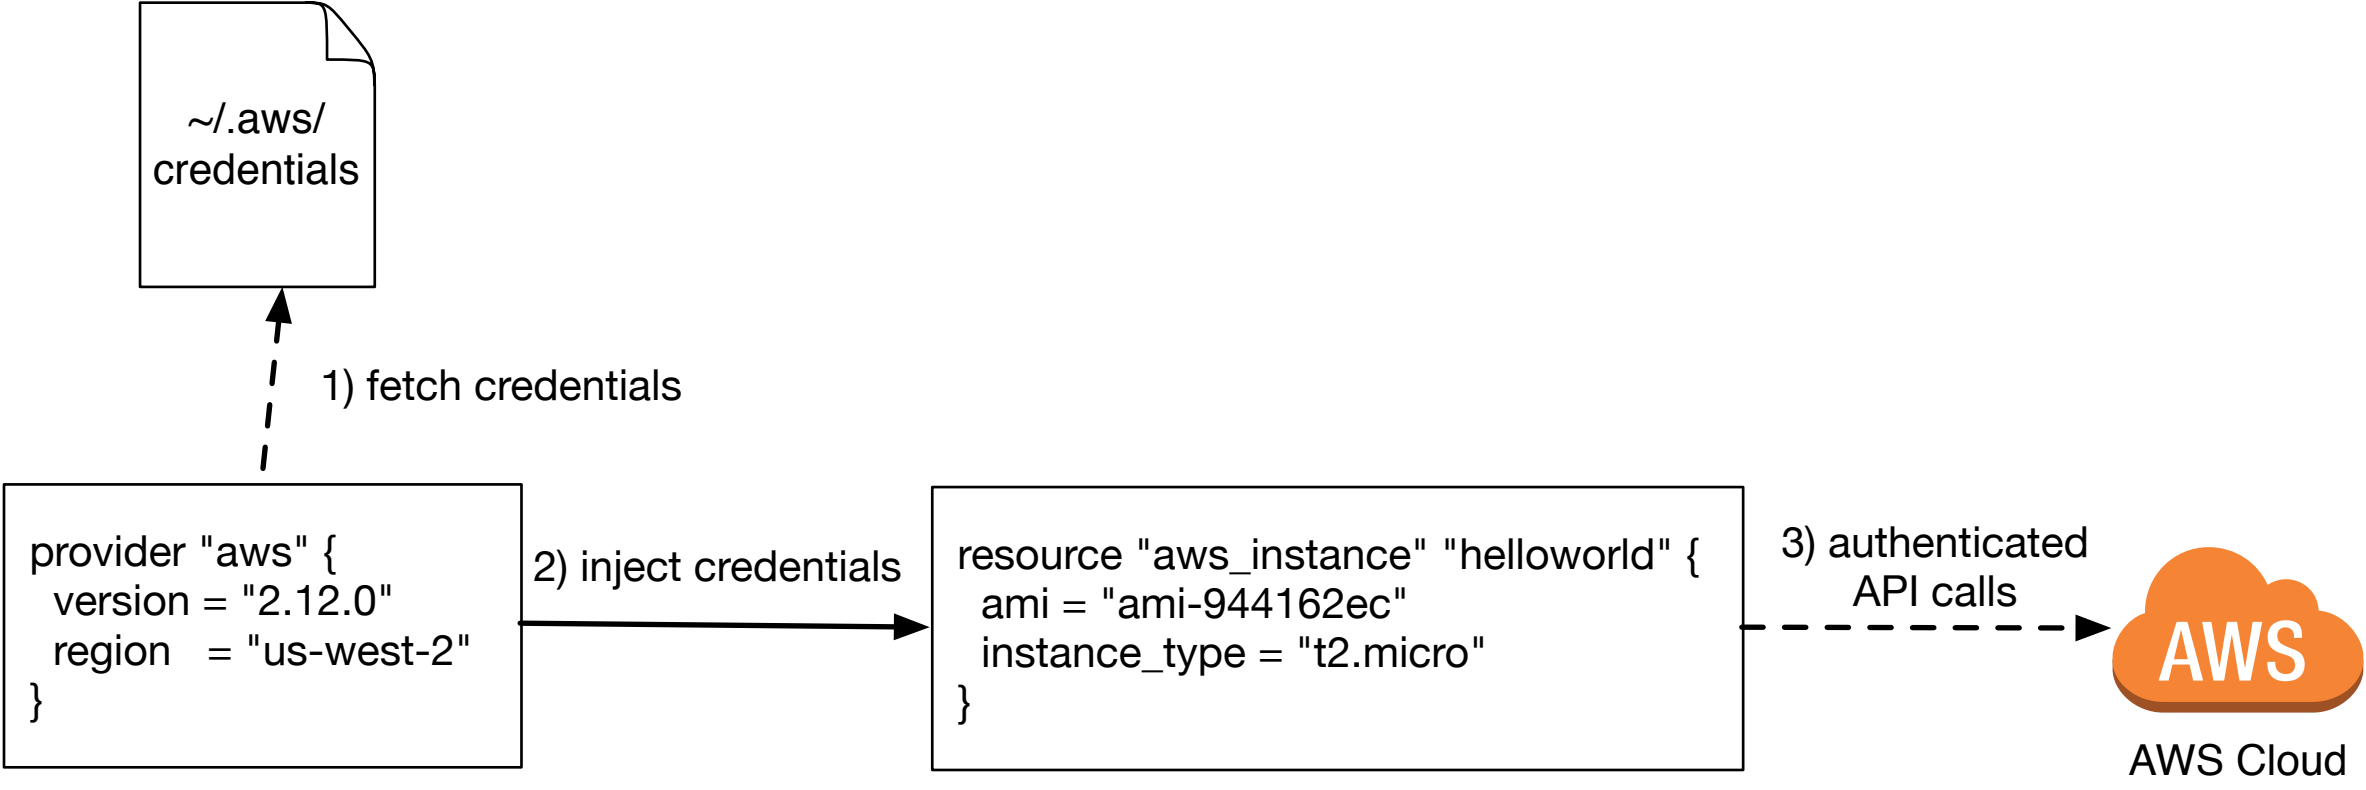 ~/.aws/
credentials
1) fetch credentials
provider "aws" {
  version = "2.12.0"
  region   = "us-west-2"
}
2) inject credentials
resource "aws_instance" "helloworld" {
  ami = "ami-944162ec"
  instance_type = "t2.micro"
}
3) authenticated
API calls
AWS
AWS Cloud